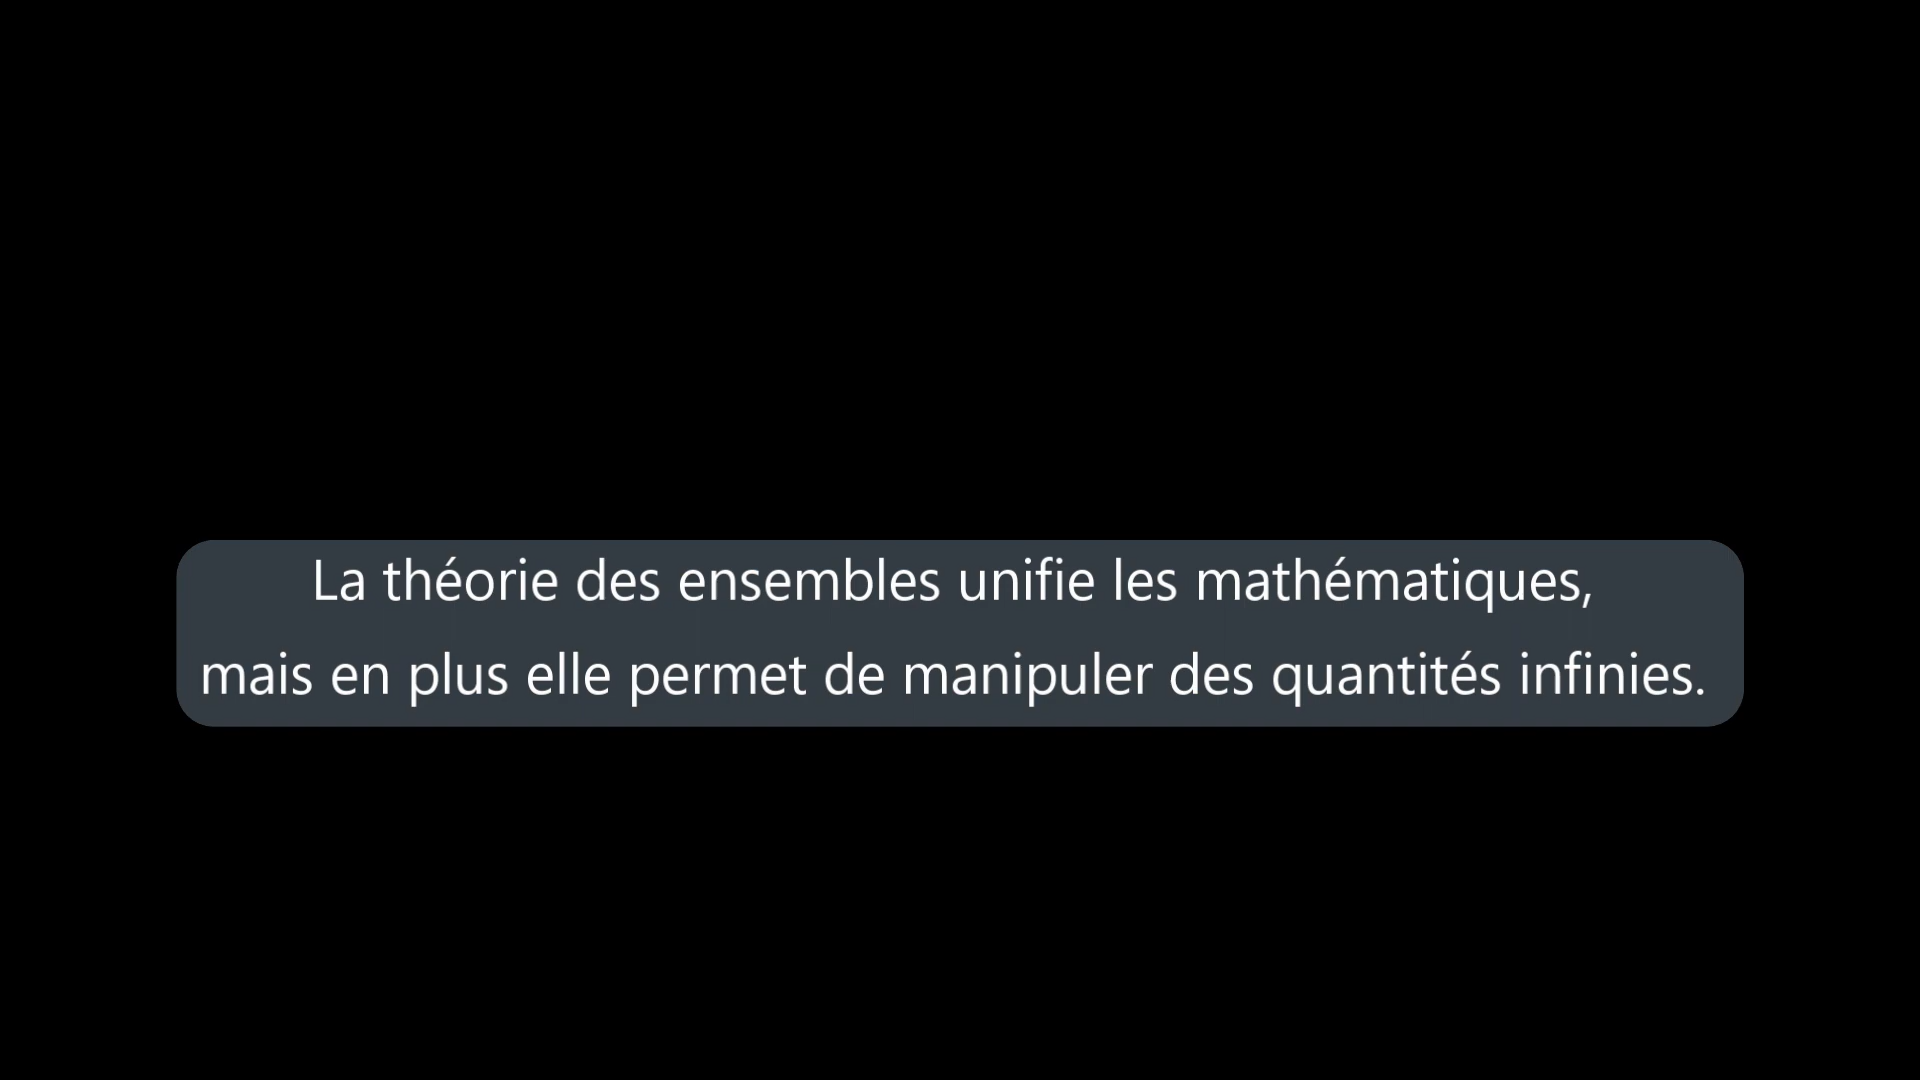 La théorie des ensembles unifie les mathématiques,
mais en plus elle permet de manipuler des quantités infinies.